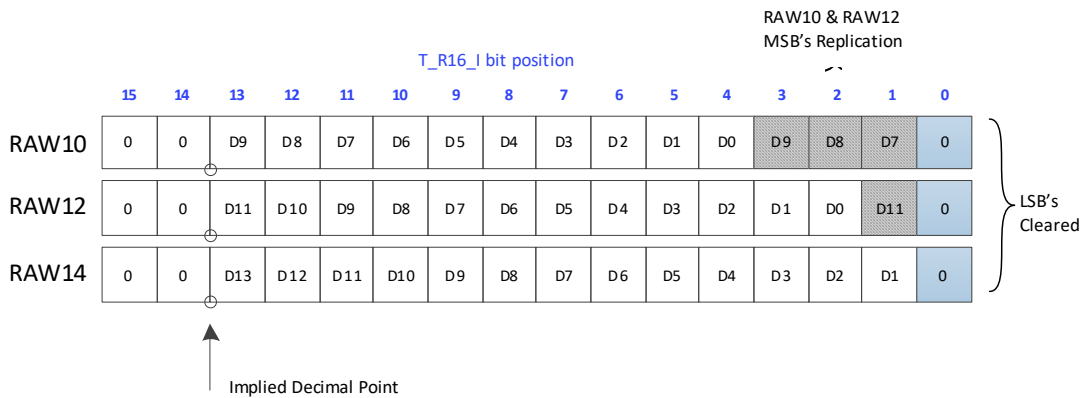 RAW10 & RAW12
MSB's Replication
T_R16_I bit position
15 14 13 12 11 10 9 8 7 6 5 4 3 2 1 0
RAW10 0 0 D9 D8 D7 D6 D5 D4 D3 D2 D1 D0 D9 D8 D7 0
RAW12 0 0 D11 D10 D9 D8 D7 D6 D5 D4 D3 D2 D1 D0 D11 0
LSB's
Cleared
RAW14 0 0 D13 D12 D11 D10 D9 D8 D7 D6 D5 D4 D3 D2 D1 0
Implied Decimal Point